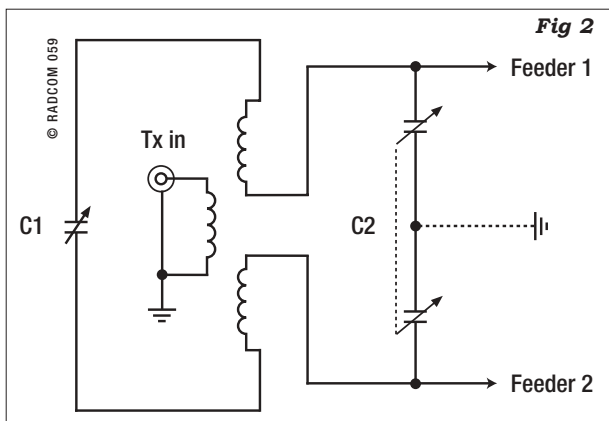 Fig 2
© RADCOM 059
Feeder 1
Tx in
C1
C2
Feeder 2